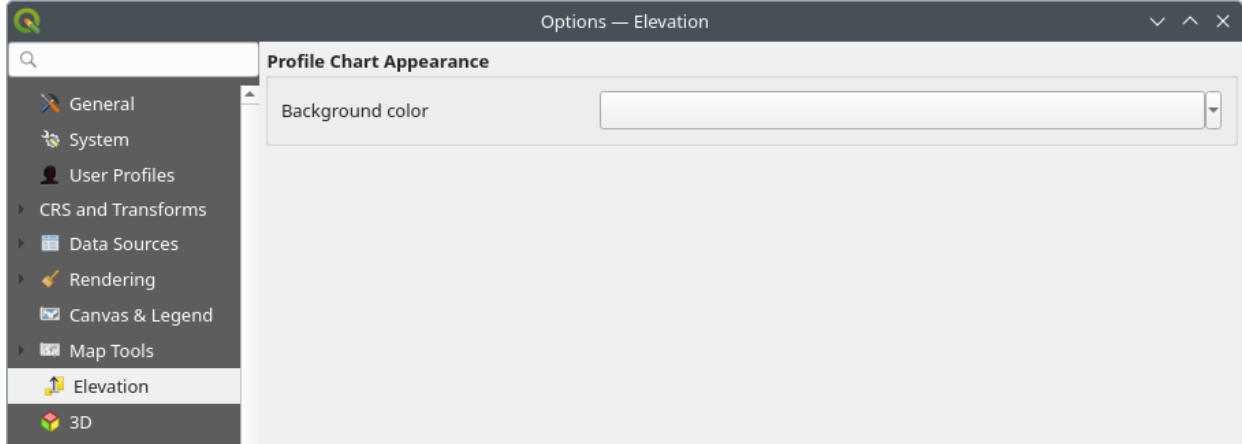 Options — Elevation
Profile Chart Appearance
Background color
General
System
User Profiles
CRS and Transforms
Data Sources
Rendering
Canvas & Legend
Map Tools
Elevation
3D